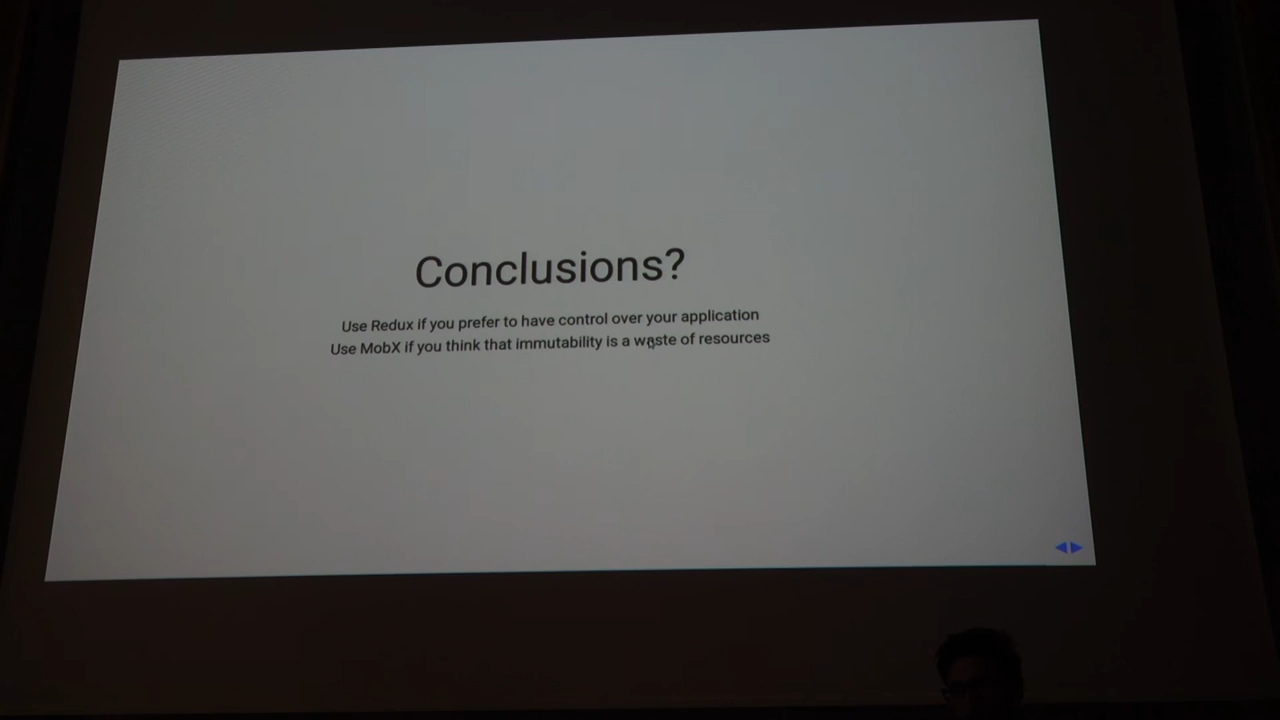 Conclusions?
Use Redux if you prefer to have control over your application
Use MobX if you think that immutability is a waste of resources